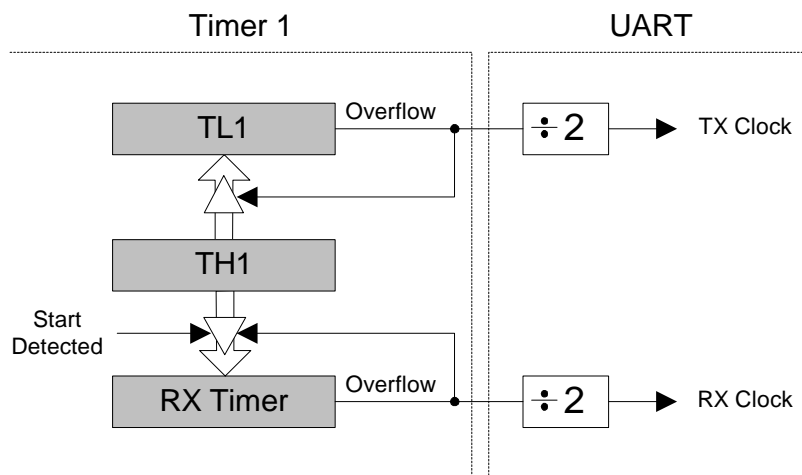 Timer 1
UART
TL1
Overflow
÷ 2
TX Clock
TH1
Start
Detected
RX Timer
Overflow
÷ 2
RX Clock